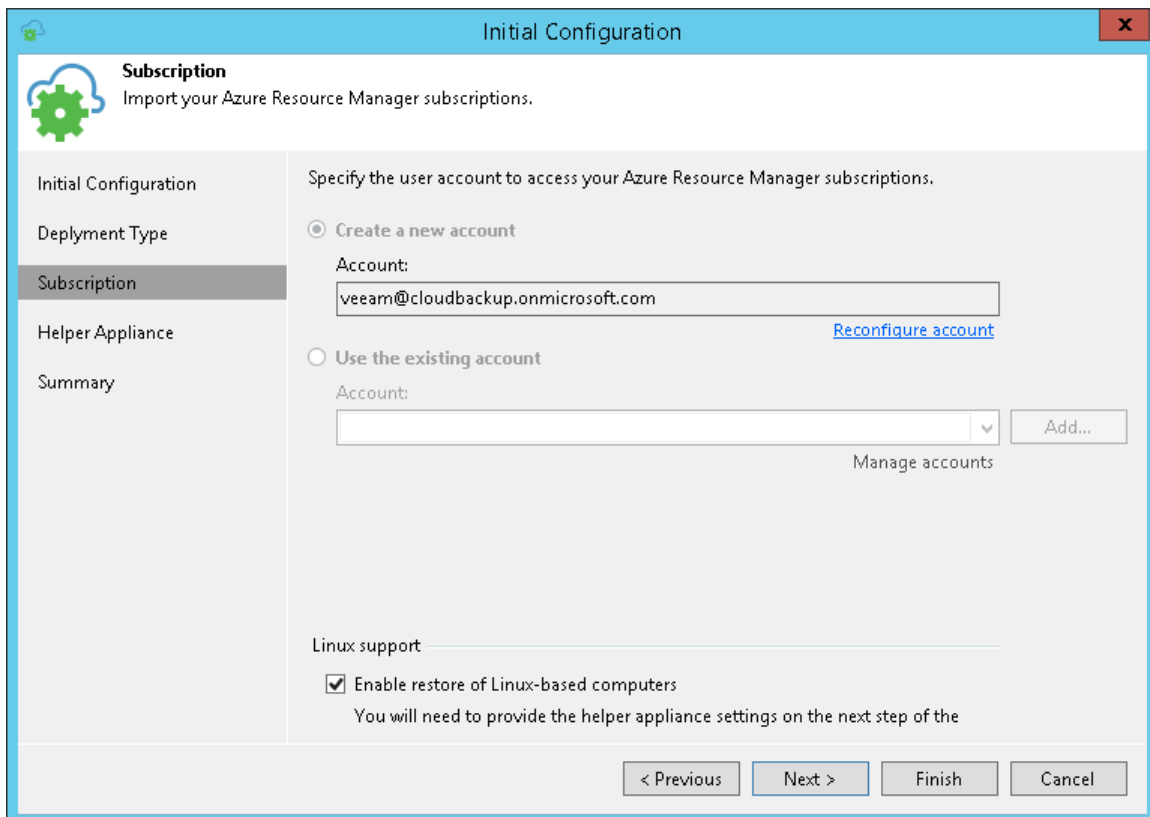 Initial Configuration
x
Subscription
Import your Azure Resource Manager subscriptions.
Initial Configuration
Deplyment Type
Subscription
Helper Appliance
Summary
Specify the user account to access your Azure Resource Manager subscriptions.
Create a new account
Account:
veeam@cloudbackup.onmicrosoft.com
Reconfigure account
Use the existing account
Account:
Add...
Manage accounts
Linux support
Enable restore of Linux-based computers
You will need to provide the helper appliance settings on the next step of the
< Previous
Next >
Finish
Cancel